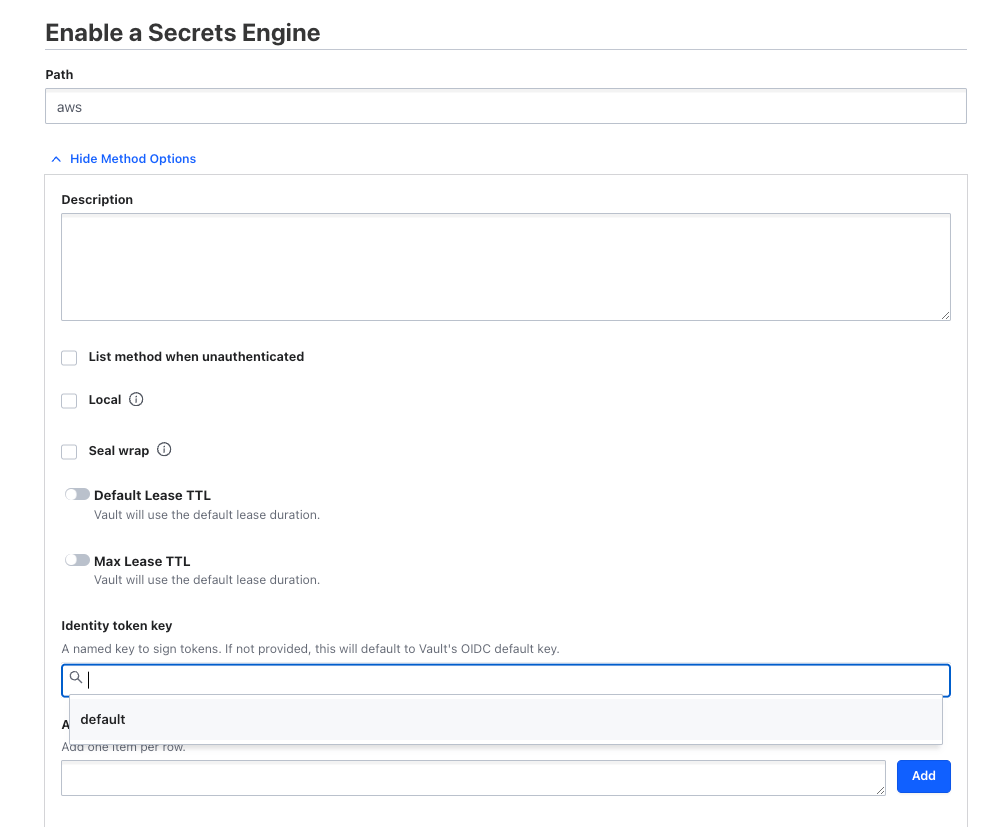 Enable a Secrets Engine
Path
aws
Hide Method Options
Description
List method when unauthenticated
Local
Seal wrap
Default Lease TTL
Vault will use the default lease duration.
Max Lease TTL
Vault will use the default lease duration.
Identity token key
A named key to sign tokens. If not provided, this will default to Vault's OIDC default key.
default
Add one item per row.
Add